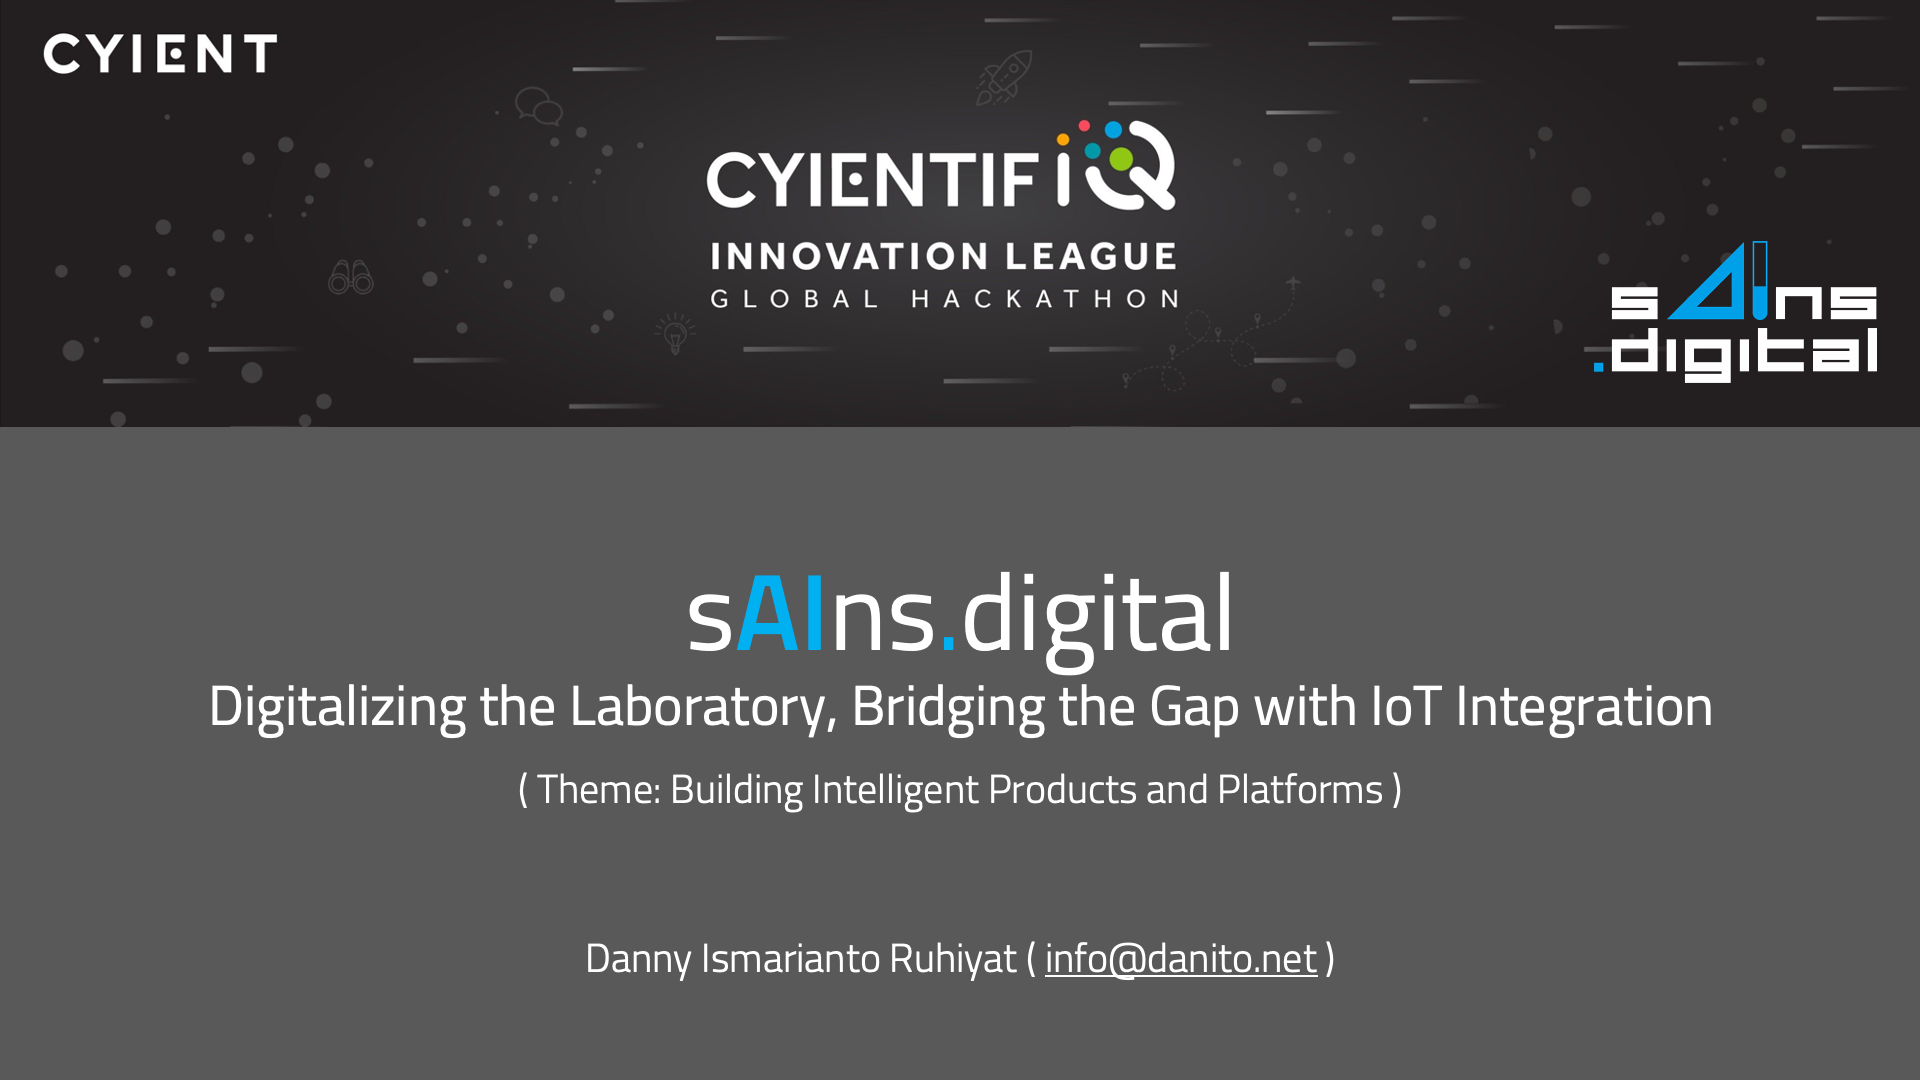 CYIENT
CYIENTIFIQ
INNOVATION LEAGUE
GLOBAL HACKATHON
sAIns
.digital
sAIns.digital
Digitalizing the Laboratory, Bridging the Gap with IoT Integration
( Theme: Building Intelligent Products and Platforms )
Danny Ismarianto Ruhiyat ( info@danito.net )